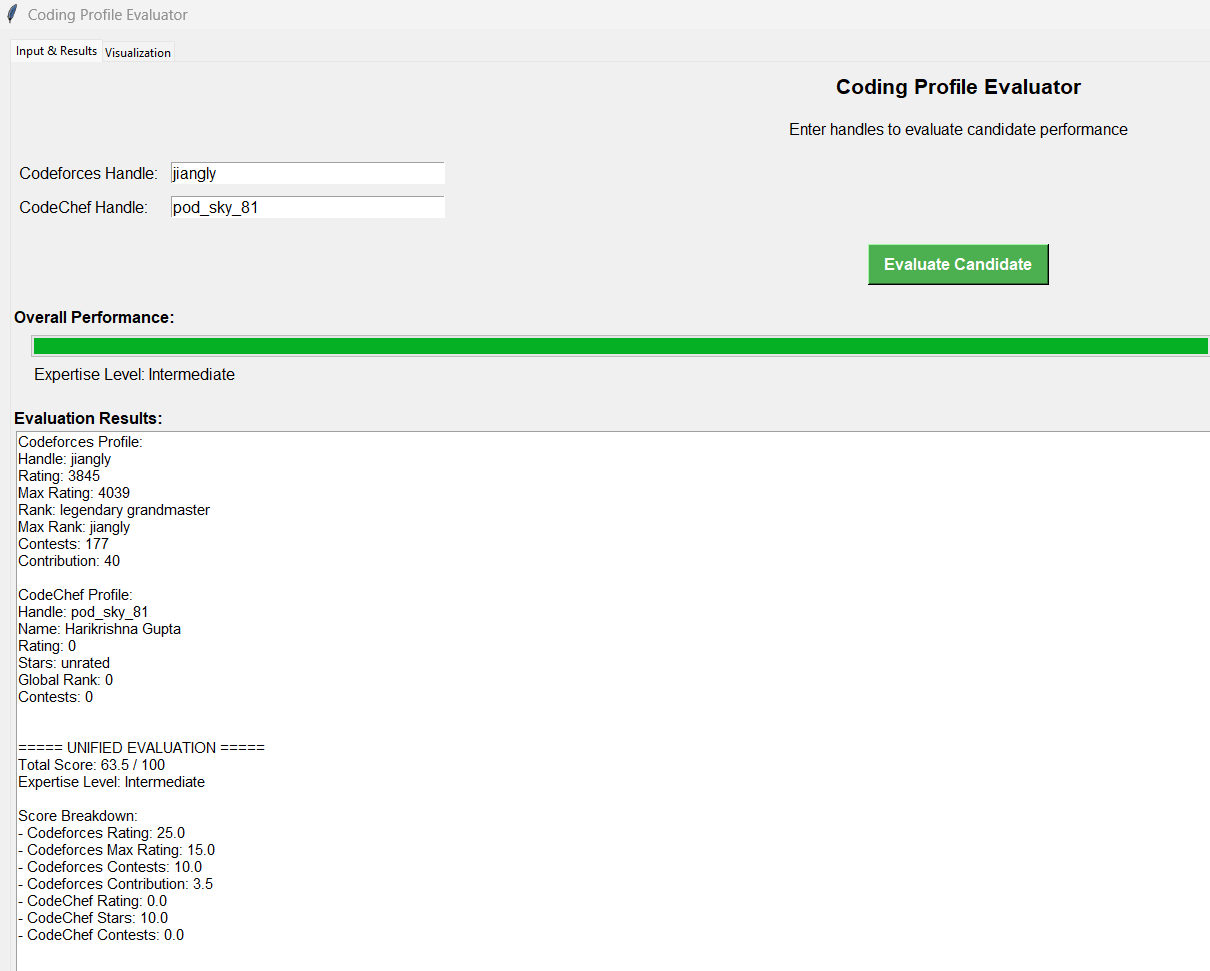 Coding Profile Evaluator
Input & Results Visualization
Coding Profile Evaluator
Enter handles to evaluate candidate performance
Codeforces Handle: jiangly
CodeChef Handle: pod_sky_81
Evaluate Candidate
Overall Performance:
Expertise Level: Intermediate
Evaluation Results:
Codeforces Profile:
Handle: jiangly
Rating: 3845
Max Rating: 4039
Rank: legendary grandmaster
Max Rank: jiangly
Contests: 177
Contribution: 40
CodeChef Profile:
Handle: pod_sky_81
Name: Harikrishna Gupta
Rating: 0
Stars: unrated
Global Rank: 0
Contests: 0
===== UNIFIED EVALUATION =====
Total Score: 63.5 / 100
Expertise Level: Intermediate
Score Breakdown:
- Codeforces Rating: 25.0
- Codeforces Max Rating: 15.0
- Codeforces Contests: 10.0
- Codeforces Contribution: 3.5
- CodeChef Rating: 0.0
- CodeChef Stars: 10.0
- CodeChef Contests: 0.0